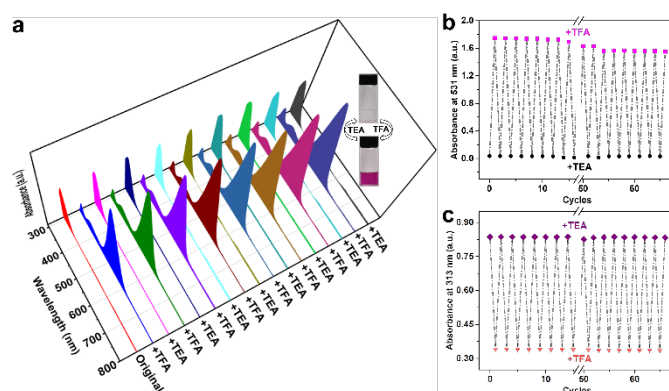 a
Absorbance (a.u.)
300
400
500
600
700
800
Wavelength (nm)
Original
+TFA
+TEA
+TFA
+TEA
+TFA
+TEA
+TFA
+TEA
+TFA
+TEA
+TFA
+TEA
TEA
TFA
b
Absorbance at 531 nm (a.u.)
2.0
1.6
1.2
0.8
0.4
0.0
+TFA
+TEA
0 10 50 60
Cycles
c
Absorbance at 313 nm (a.u.)
0.90
0.75
0.60
0.45
0.30
+TEA
+TFA
0 10 50 60
Cycles